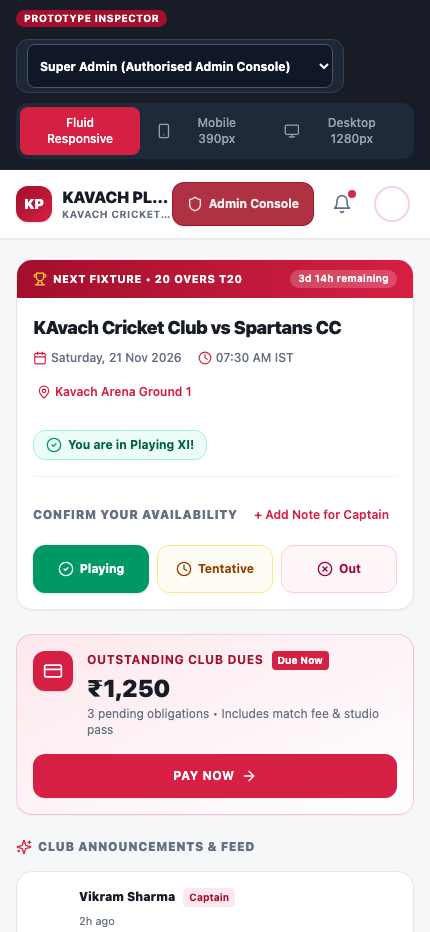 PROTOTYPE INSPECTOR
Super Admin (Authorised Admin Console)
Fluid
Responsive
Mobile
390px
Desktop
1280px
KP
KAVACH PL...
KAVACH CRICKET...
Admin Console
NEXT FIXTURE • 20 OVERS T20
3d 14h remaining
KAvach Cricket Club vs Spartans CC
Saturday, 21 Nov 2026
07:30 AM IST
Kavach Arena Ground 1
You are in Playing XI!
CONFIRM YOUR AVAILABILITY
+ Add Note for Captain
Playing
Tentative
Out
OUTSTANDING CLUB DUES
Due Now
₹1,250
3 pending obligations • Includes match fee & studio
pass
PAY NOW →
CLUB ANNOUNCEMENTS & FEED
Vikram Sharma
Captain
2h ago